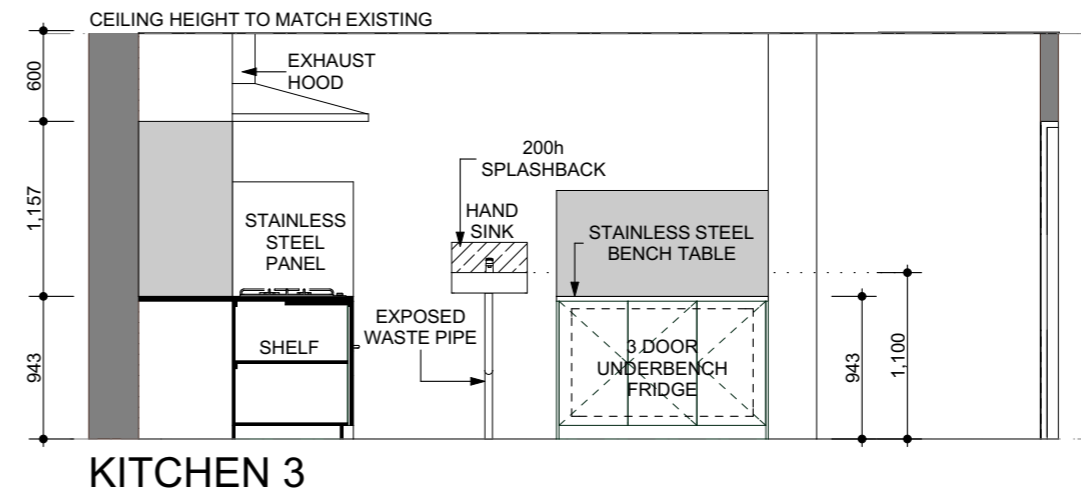 CEILING HEIGHT TO MATCH EXISTING
600
EXHAUST
HOOD
1,157
200h
SPLASHBACK
STAINLESS
STEEL
PANEL
HAND
SINK
STAINLESS STEEL
BENCH TABLE
943
SHELF
EXPOSED
WASTE PIPE
3 DOOR
UNDERBENCH
FRIDGE
943
1,100
KITCHEN 3